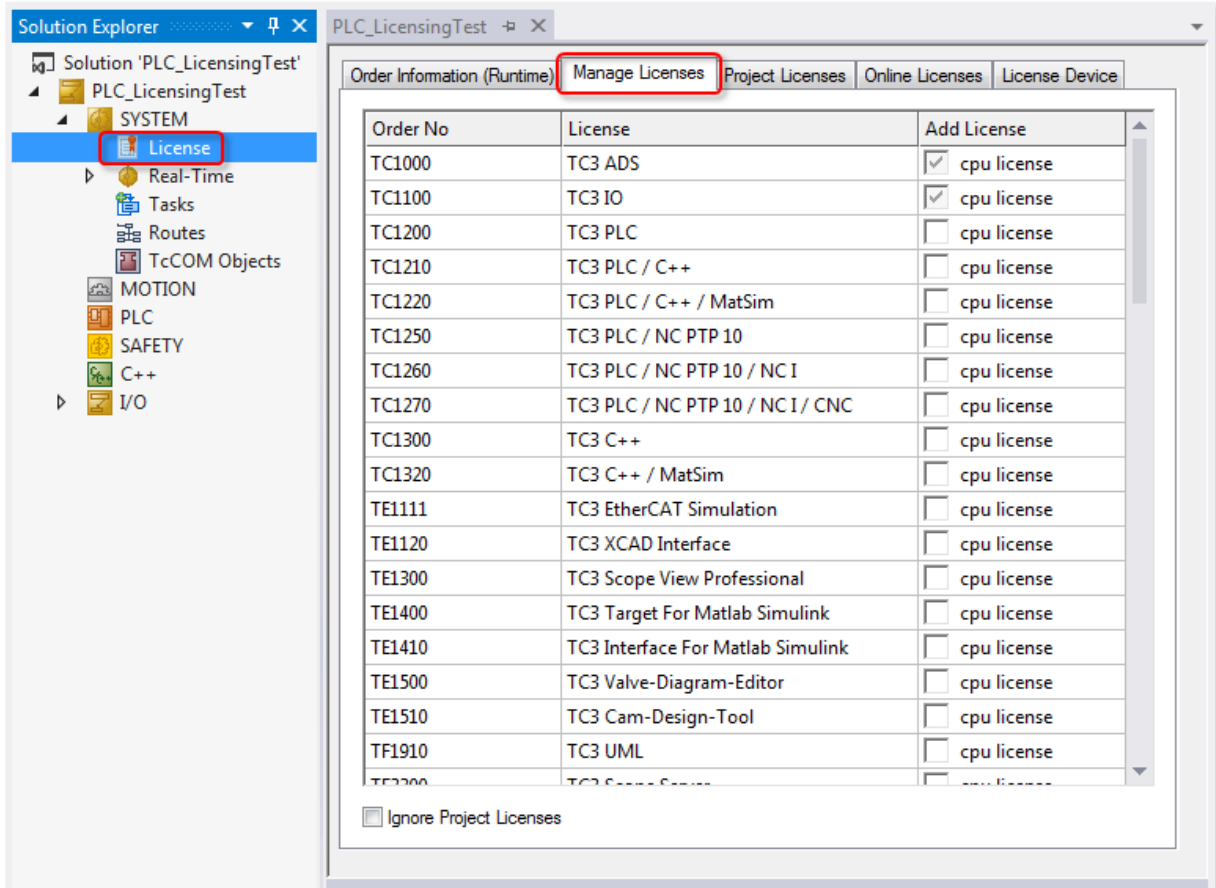 Solution Explorer
PLC_LicensingTest
Solution 'PLC_LicensingTest'
PLC_LicensingTest
SYSTEM
License
Real-Time
Tasks
Routes
TcCOM Objects
MOTION
PLC
SAFETY
C++
I/O
Order Information (Runtime) Manage Licenses Project Licenses Online Licenses License Device
Order No License Add License
TC1000 TC3 ADS cpu license
TC1100 TC3 IO cpu license
TC1200 TC3 PLC cpu license
TC1210 TC3 PLC / C++ cpu license
TC1220 TC3 PLC / C++ / MatSim cpu license
TC1250 TC3 PLC / NC PTP 10 cpu license
TC1260 TC3 PLC / NC PTP 10 / NC I cpu license
TC1270 TC3 PLC / NC PTP 10 / NC I / CNC cpu license
TC1300 TC3 C++ cpu license
TC1320 TC3 C++ / MatSim cpu license
TE1111 TC3 EtherCAT Simulation cpu license
TE1120 TC3 XCAD Interface cpu license
TE1300 TC3 Scope View Professional cpu license
TE1400 TC3 Target For Matlab Simulink cpu license
TE1410 TC3 Interface For Matlab Simulink cpu license
TE1500 TC3 Valve-Diagram-Editor cpu license
TE1510 TC3 Cam-Design-Tool cpu license
TF1910 TC3 UML cpu license
Ignore Project Licenses